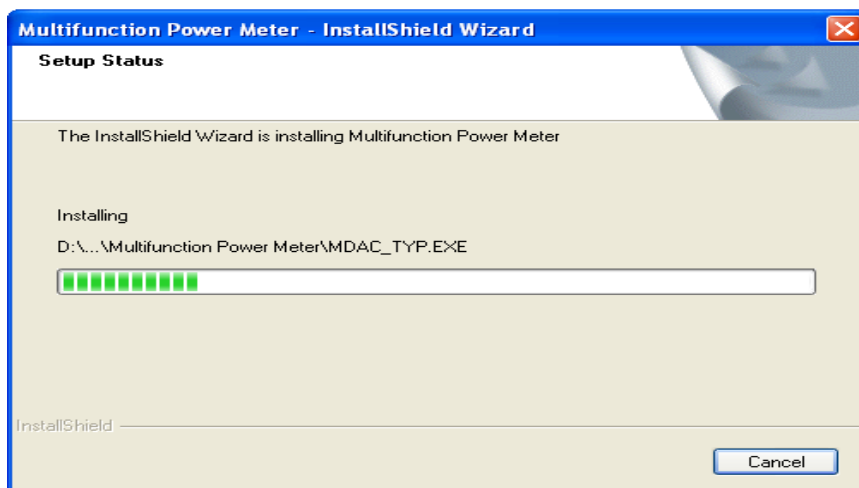 Multifunction Power Meter - InstallShield Wizard
Setup Status
The InstallShield Wizard is installing Multifunction Power Meter
Installing
D:\...\Multifunction Power Meter\MDAC_TYP.EXE
InstallShield
Cancel